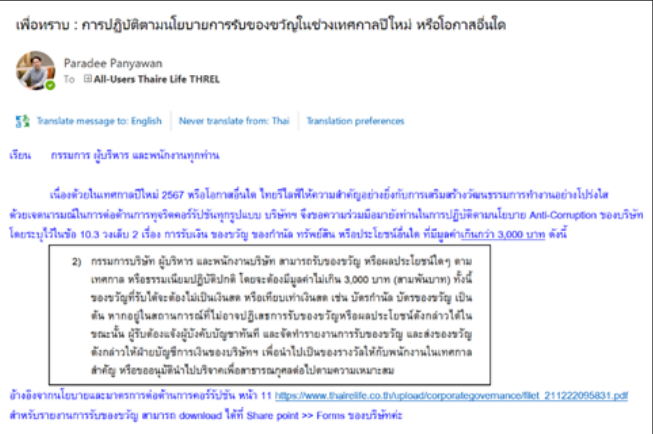 เพื่อทราบ : การปฏิบัติตามนโยบายการรับของขวัญในช่วงเทศกาลปีใหม่ หรือโอกาสอื่นใด
Paradee Panyawan
To All-Users Thaire Life THREL
Translate message to: English Never translate from: Thai Translation preferences
เรียน กรรมการ ผู้บริหาร และพนักงานทุกท่าน
เนื่องด้วยในเทศกาลปีใหม่ 2567 หรือโอกาสอื่นใด ไทยรีไลฟ์ให้ความสำคัญอย่างยิ่งกับการเสริมสร้างวัฒนธรรมการทำงานอย่างโปร่งใส
ด้วยเจตนารมณ์ในการต่อต้านการทุจริตคอร์รัปชันทุกรูปแบบ บริษัทฯ จึงขอความร่วมมือมายังท่านในการปฏิบัติตามนโยบาย Anti-Corruption ของบริษัท
โดยระบุไว้ในข้อ 10.3 วงเล็บ 2 เรื่อง การรับเงิน ของขวัญ ของกำนัล ทรัพย์สิน หรือประโยชน์อื่นใด ที่มีมูลค่าเกินกว่า 3,000 บาท ดังนี้
2) กรรมการบริษัท ผู้บริหาร และพนักงานบริษัท สามารถรับของขวัญ หรือผลประโยชน์ใดๆ ตาม
เทศกาล หรือธรรมเนียมปฏิบัติปกติ โดยจะต้องมีมูลค่าไม่เกิน 3,000 บาท (สามพันบาท) ทั้งนี้
ของขวัญที่รับได้จะต้องไม่เป็นเงินสด หรือเทียบเท่าเงินสด เช่น บัตรกำนัล บัตรของขวัญ เป็น
ต้น หากอยู่ในสถานการณ์ที่ไม่อาจปฏิเสธการรับของขวัญหรือผลประโยชน์ดังกล่าวได้ใน
ขณะนั้น ผู้รับต้องแจ้งผู้บังคับบัญชาทันที และจัดทำรายงานการรับของขวัญ และส่งของขวัญ
ดังกล่าวให้ฝ่ายบัญชีการเงินของบริษัทฯ เพื่อนำไปเป็นของรางวัลให้กับพนักงานในเทศกาล
สำคัญ หรือขออนุมัตินำไปบริจาคเพื่อสาธารณกุศลต่อไปตามความเหมาะสม
อ้างอิงจากนโยบายและมาตรการต่อต้านการคอร์รัปชัน หน้า 11 https://www.thairelife.co.th/upload/corporategovernance/filet_211222095831.pdf
สำหรับรายงานการรับของขวัญ สามารถ download ได้ที่ Share point >> Forms ของบริษัทค่ะ